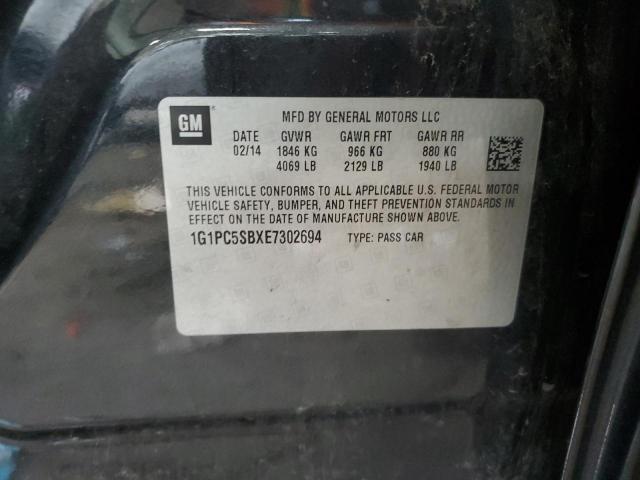 GM
MFD BY GENERAL MOTORS LLC
DATE GVWR GAWR FRT GAWR RR
02/14 1846 KG 966 KG 880 KG
4069 LB 2129 LB 1940 LB
THIS VEHICLE CONFORMS TO ALL APPLICABLE U.S. FEDERAL MOTOR
VEHICLE SAFETY, BUMPER, AND THEFT PREVENTION STANDARDS IN
EFFECT ON THE DATE OF MANUFACTURE SHOWN ABOVE.
1G1PC5SBXE7302694 TYPE: PASS CAR